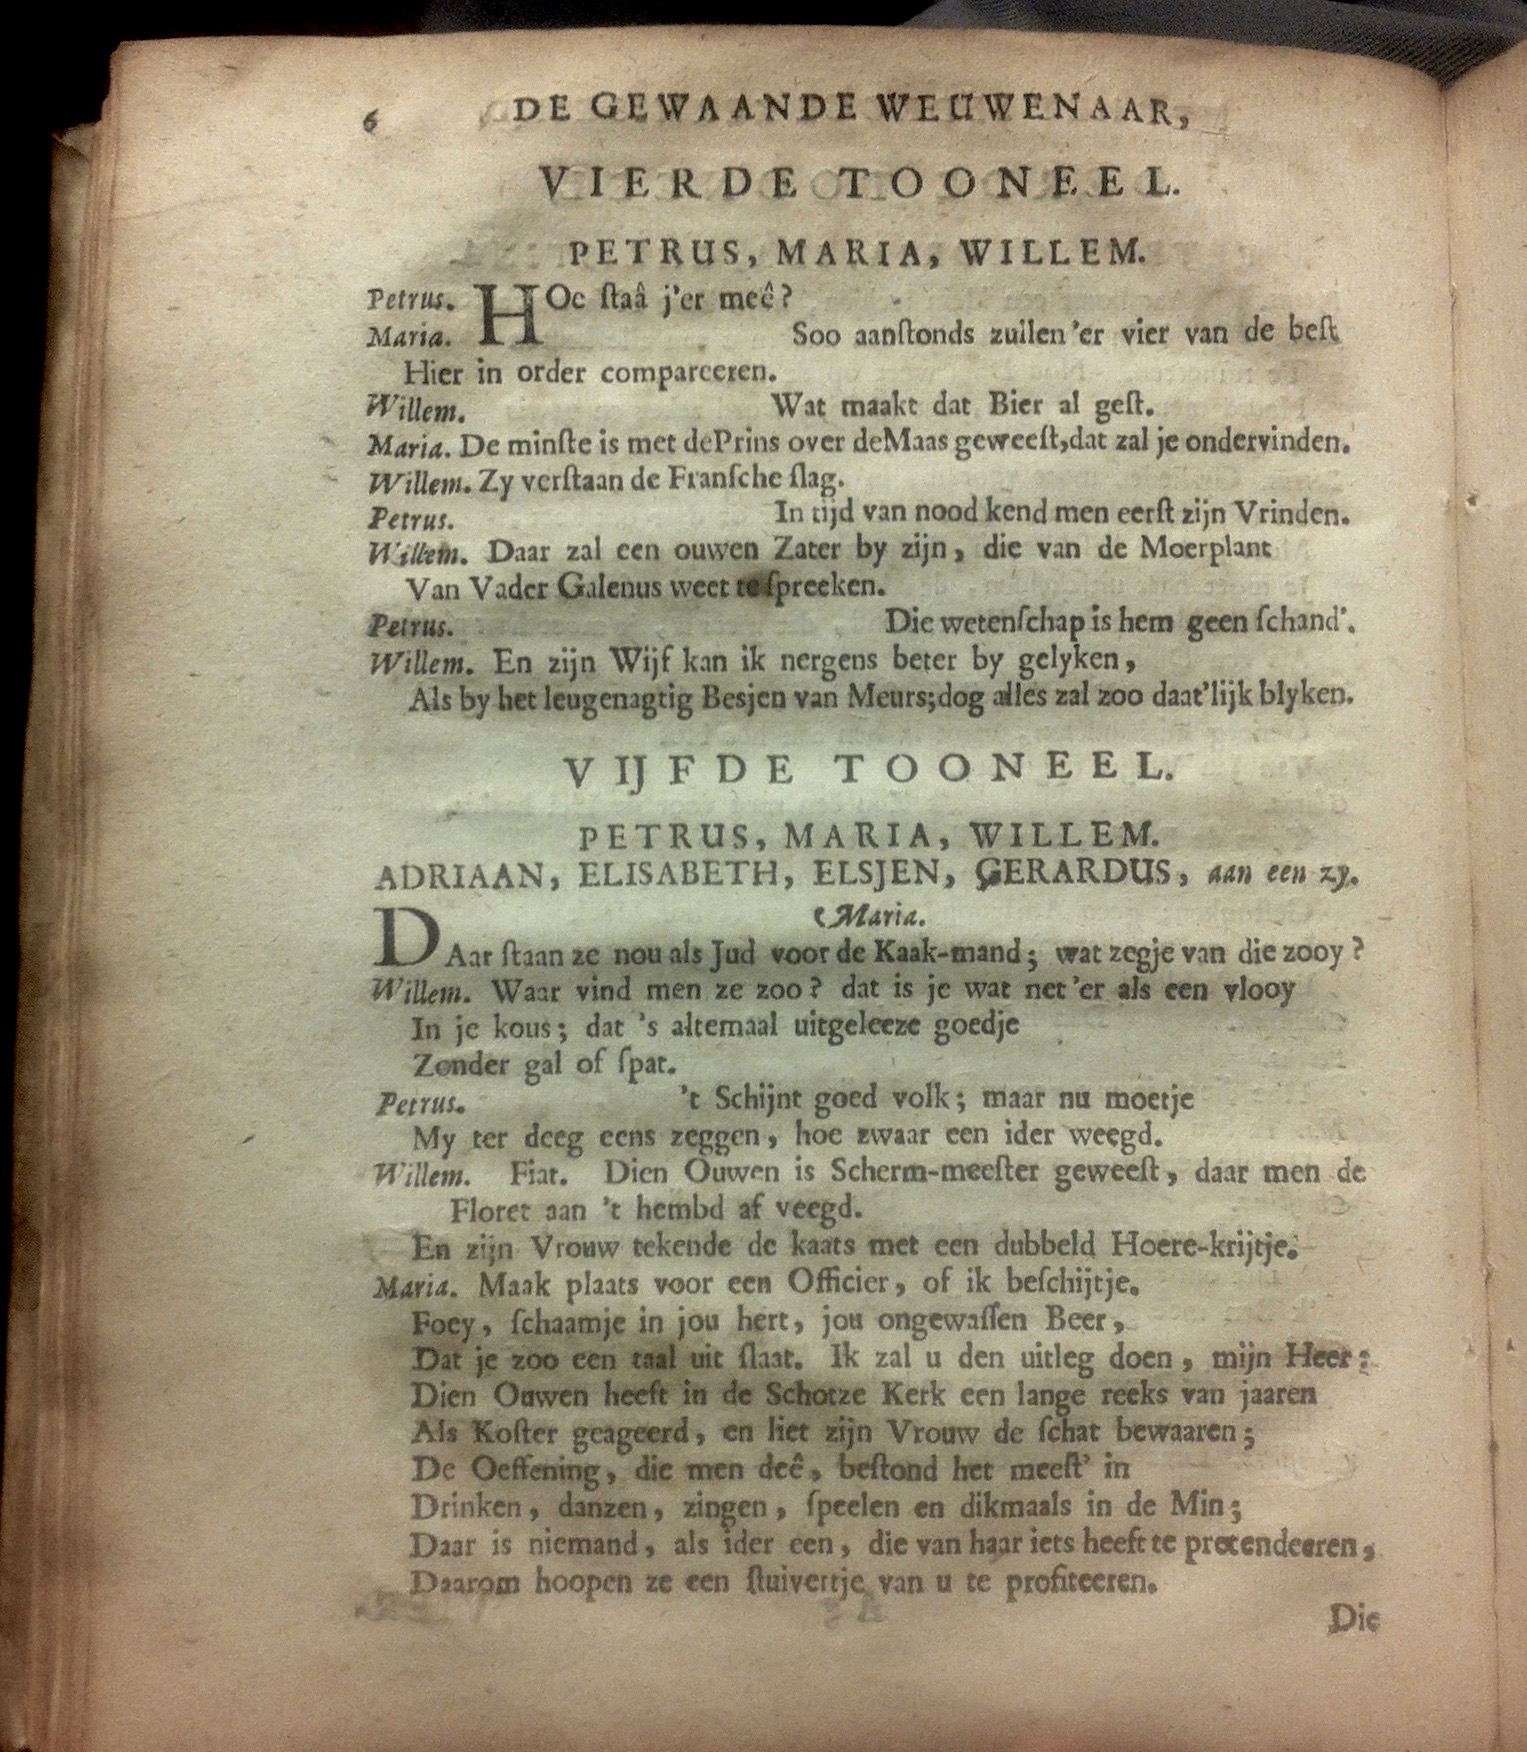 6 DE GEWAANDE WEUWENAAR,
VIERDE TOONEEL.
PETRUS, MARIA, WILLEM.
Petrus. HOe ſtaâ j'er meê?
Maria. Soo aanſtonds zullen 'er vier van de beſt
Hier in order compareeren.
Willem. Wat maakt dat Bier al geſt.
Maria. De minſte is met de Prins over de Maas geweeſt, dat zal je ondervinden.
Willem. Zy verſtaan de Franſche ſlag.
Petrus. In tijd van nood kend men eerſt zijn Vrinden.
Willem. Daar zal een ouwen Zater by zijn, die van de Moerplant
Van Vader Galenus weet te ſpreeken.
Petrus. Die wetenſchap is hem geen ſchand'.
Willem. En zijn Wijf kan ik nergens beter by gelyken,
Als by het leugenagtig Besjen van Meurs; dog alles zal zoo daat'lijk blyken.
VIJFDE TOONEEL.
PETRUS, MARIA, WILLEM.
ADRIAAN, ELISABETH, ELSJEN, GERARDUS, aan een zy.
Maria.
DAar ſtaan ze nou als Jud voor de Kaak-mand; wat zegje van die zooy?
Willem. Waar vind men ze zoo? dat is je wat net 'er als een vlooy
In je kous; dat 's altemaal uitgeleeze goedje
Zonder gal of ſpat.
Petrus. 't Schijnt goed volk; maar nu moetje
My ter deeg eens zeggen, hoe zwaar een ider weegd.
Willem. Fiat. Dien Ouwen is Scherm-meeſter geweeſt, daar men de
Floret aan 't hembd af veegd.
En zijn Vrouw tekende de kaats met een dubbeld Hoere-krijtje.
Maria. Maak plaats voor een Officier, of ik beſchijtje.
Foey, ſchaamje in jou hert, jou ongewaſſen Beer,
Dat je zoo een taal uit ſlaat. Ik zal u den uitleg doen, mijn Heer:
Dien Ouwen heeft in de Schotze Kerk een lange reeks van jaaren
Als Koſter geageerd, en liet zijn Vrouw de ſchat bewaaren;
De Oeffening, die men deê, beſtond het meeſt' in
Drinken, danzen, zingen, ſpeelen en dikmaals in de Min;
Daar is niemand, als ider een, die van haar iets heeft te pretendeeren,
Daarom hoopen ze een ſtuivertje van u te profiteeren.
Die